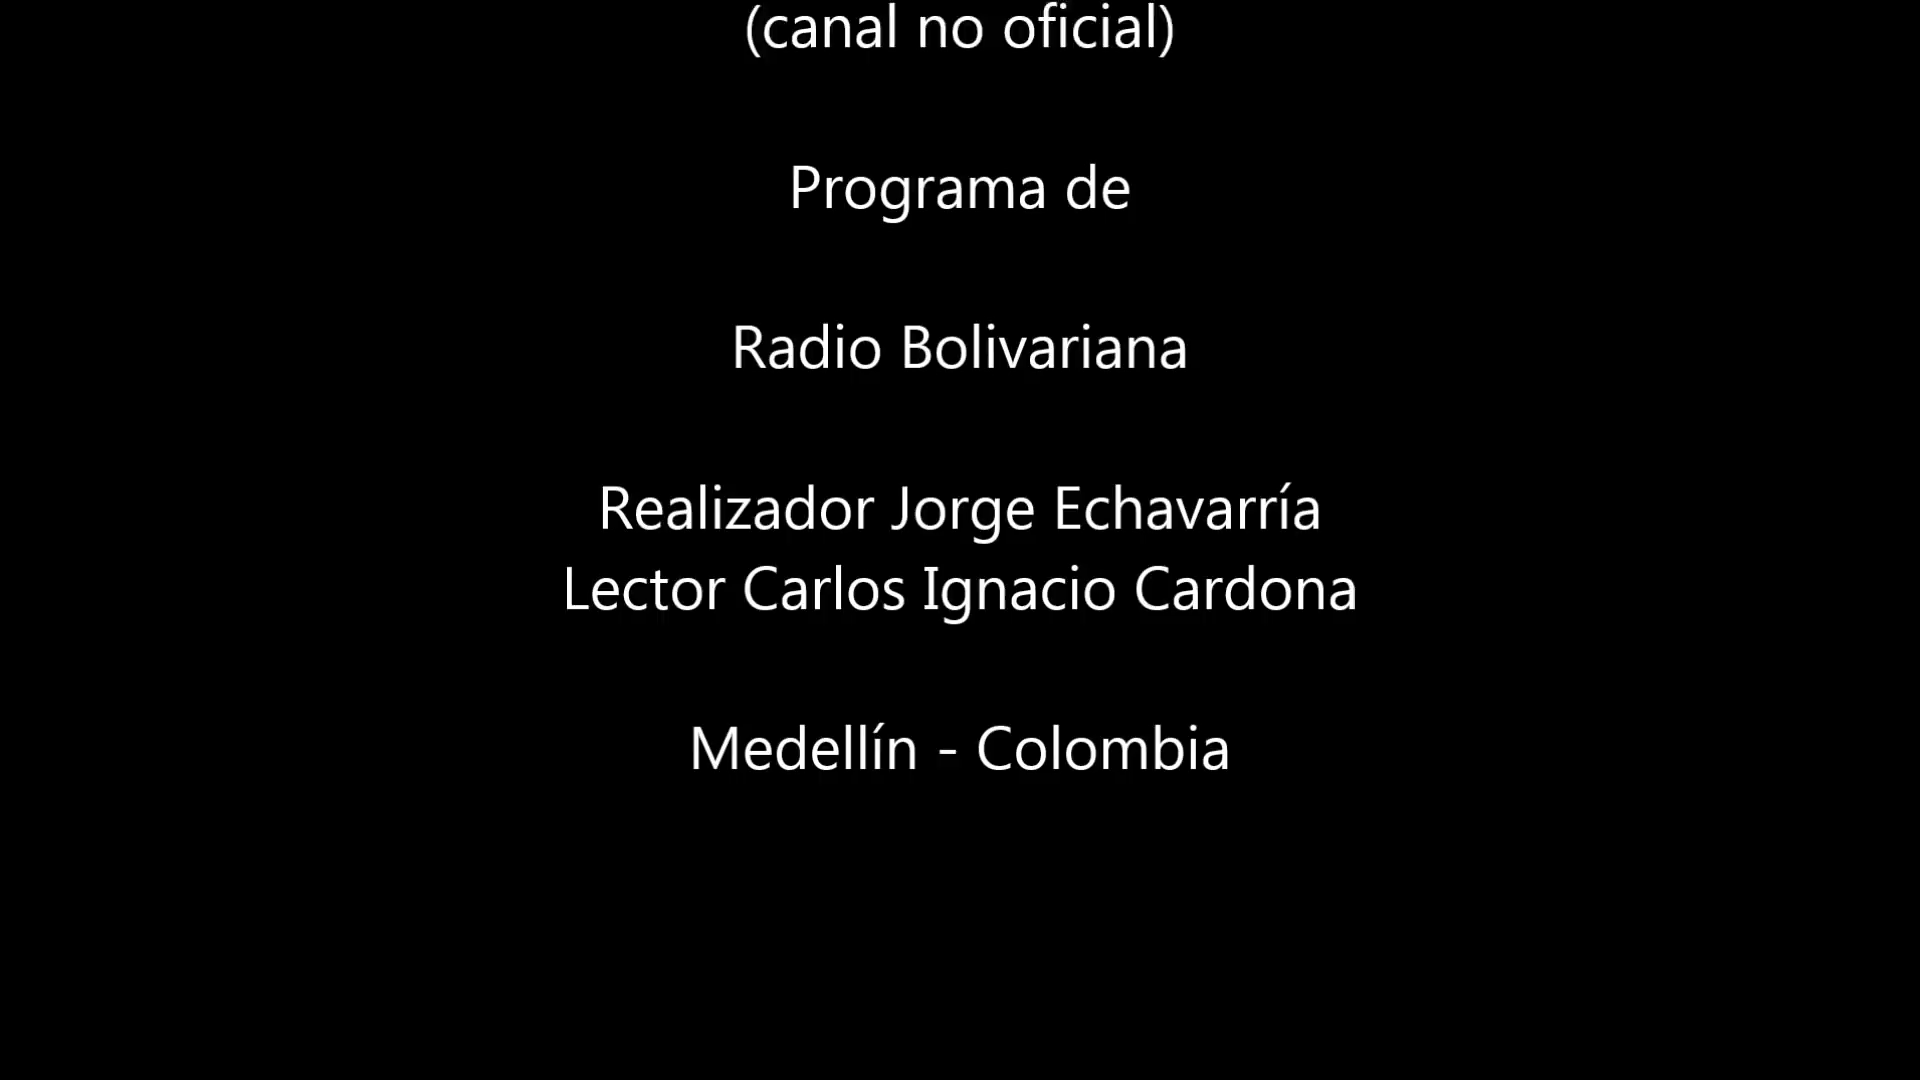 (canal no oficial)
Programa de
Radio Bolivariana
Realizador Jorge Echavarría
Lector Carlos Ignacio Cardona
Medellín - Colombia